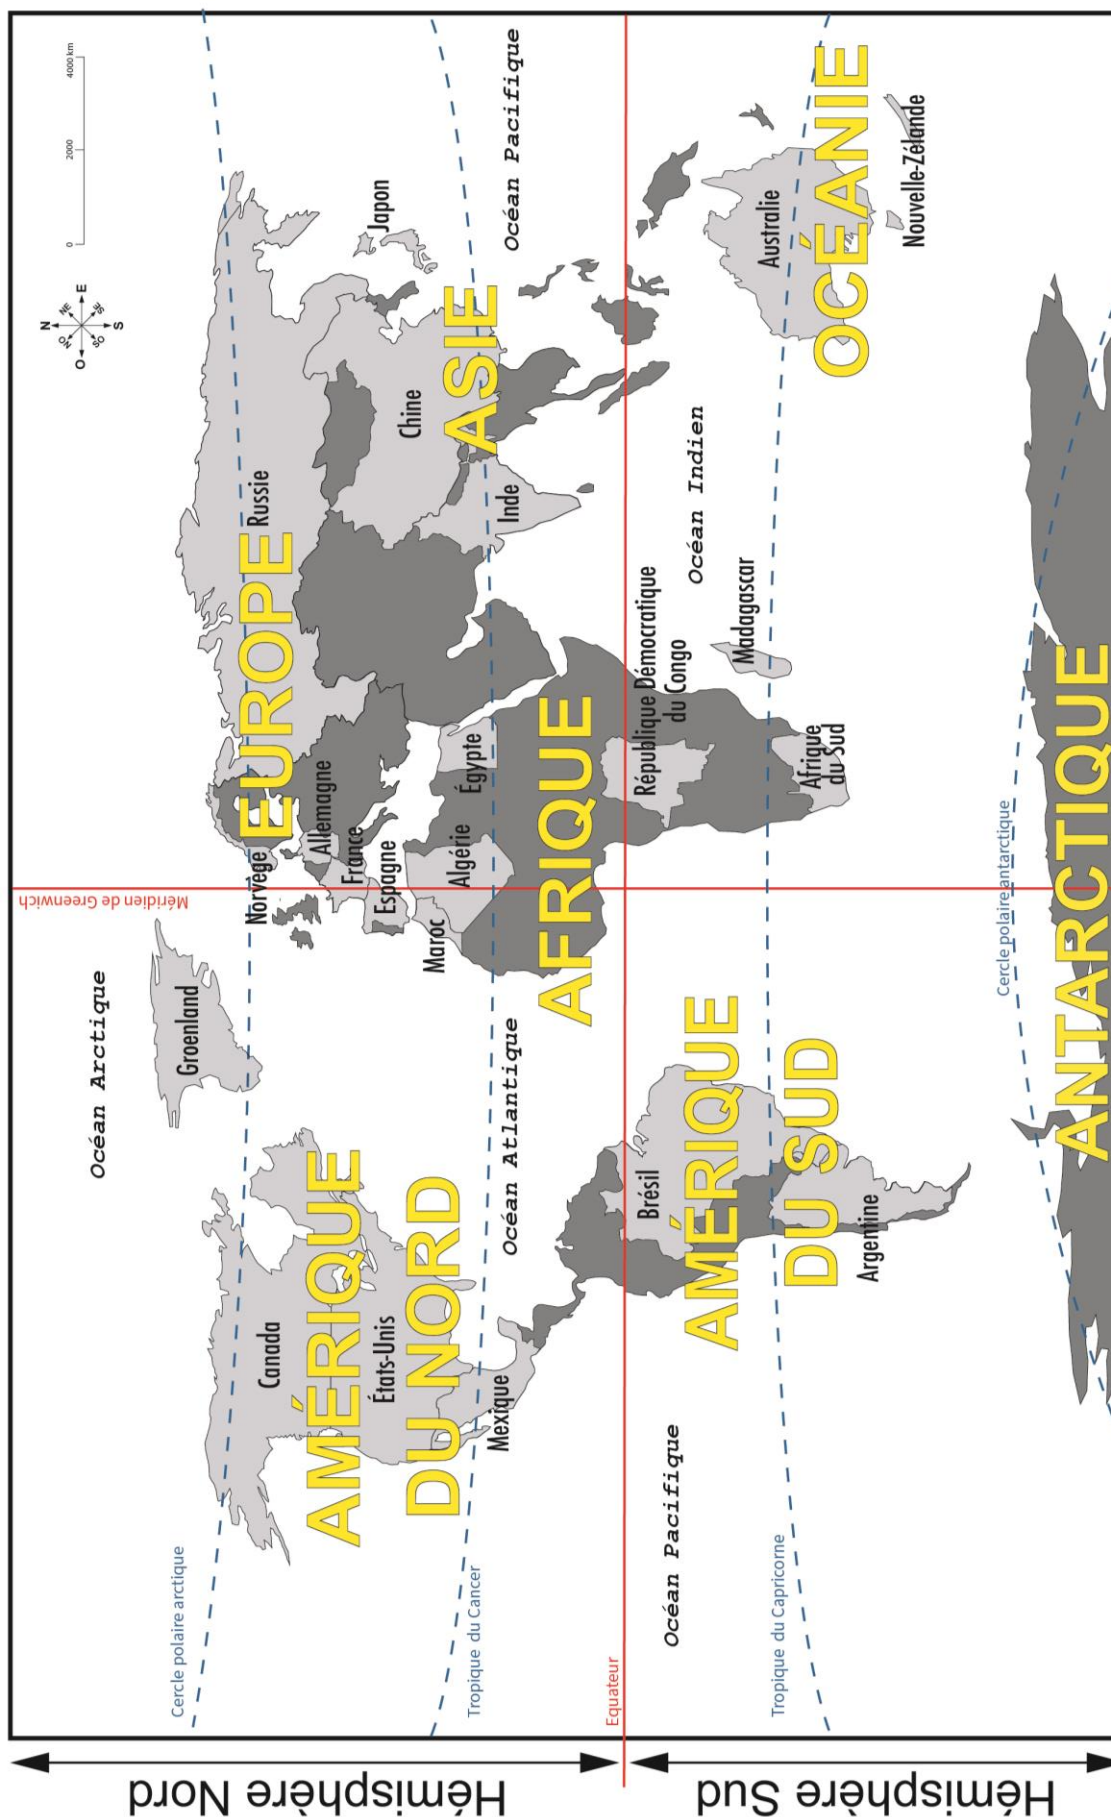 Hémisphère Nord
Hémisphère Sud
Méridien de Greenwich
Océan Arctique
N
NO
NE
O
E
SO
SE
S
0
2000
4000 km
Cercle polaire arctique
Groenland
Canada
Norvège
EUROPE
Russie
AMÉRIQUE
DU NORD
États-Unis
Allemagne
France
Espagne
Japon
Chine
ASIE
Maroc
Algérie
Égypte
Tropique du Cancer
Mexique
Océan Atlantique
Inde
Océan Pacifique
AFRIQUE
Equateur
Brésil
République Démocratique
du Congo
Océan Pacifique
Océan Indien
AMÉRIQUE
DU SUD
Madagascar
Australie
Tropique du Capricorne
Afrique
du Sud
OCÉANIE
Argentine
Nouvelle-Zélande
Cercle polaire antarctique
ANTARCTIQUE